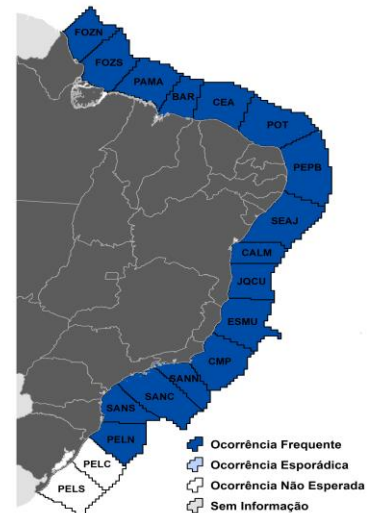 FOZN
FOZS
PAMA
BAR
CEA
POT
PEPB
SEAJ
CALM
JQCU
ESMU
CMP
SANN
SANC
SANS
PELN
PELC
PELS
Ocorrência Frequente
Ocorrência Esporádica
Ocorrência Não Esperada
Sem Informação